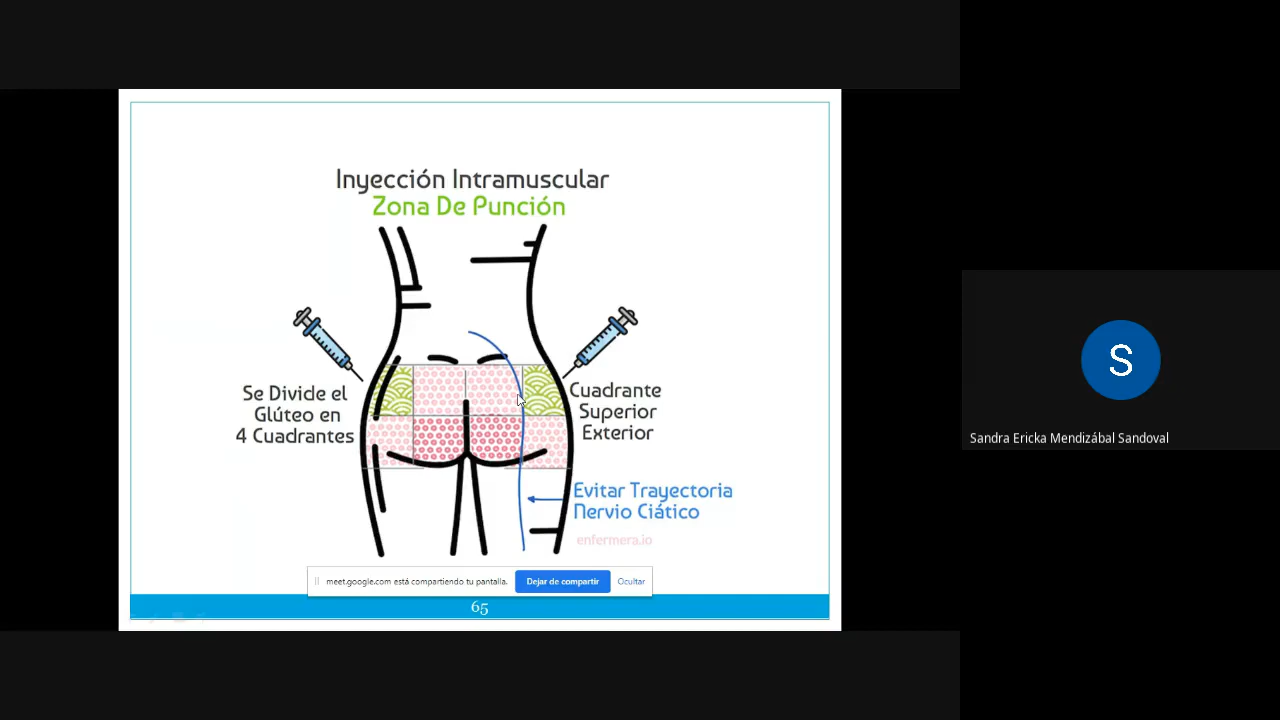 Inyección Intramuscular
Zona De Punción
Se Divide el
Glúteo en
4 Cuadrantes
Cuadrante
Superior
Exterior
Evitar Trayectoria
Nervio Ciático
enfermera.io
meet.google.com está compartiendo tu pantalla.
Dejar de compartir
Ocultar
65
S
Sandra Ericka Mendizábal Sandoval